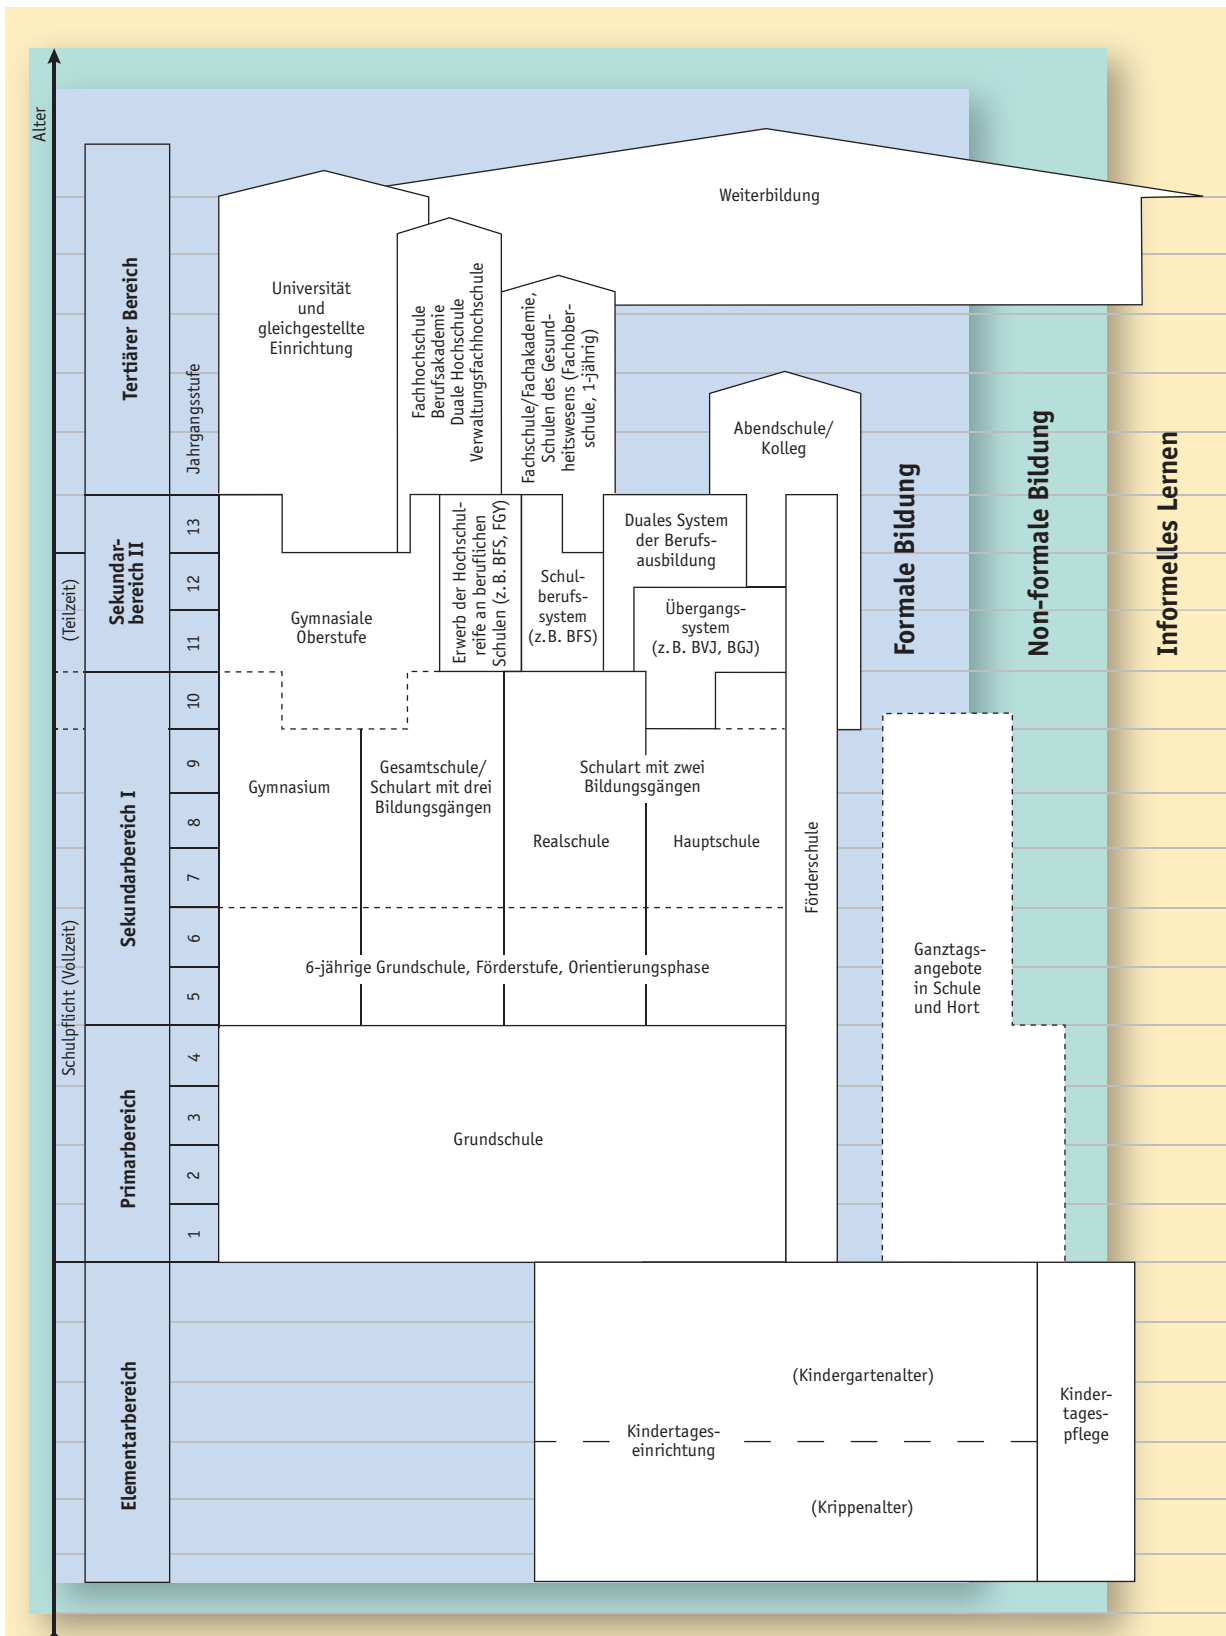 Alter
Weiterbildung
Tertiärer Bereich
Jahrgangsstufe
Universität
und
gleichgestellte
Einrichtung
Fachhochschule
Berufsakademie
Duale Hochschule
Verwaltungsfachhochschule
Fachschule/Fachakademie,
Schulen des Gesund-
heitswesens (Fachober-
schule, 1-jährig)
Abendschule/
Kolleg
Formale Bildung
Non-formale Bildung
Informelles Lernen
(Teilzeit)
Sekundar-
bereich II
13
12
11
Gymnasiale
Oberstufe
Erwerb der Hochschul-
reife an beruflichen
Schulen (z.B. BFS, FGY)
Schul-
berufs-
system
(z.B. BFS)
Duales System
der Berufs-
ausbildung
Übergangs-
system
(z.B. BVJ, BGJ)
Schulpflicht (Vollzeit)
Sekundarbereich I
10
9
8
7
6
5
Gymnasium
Gesamtschule/
Schulart mit drei
Bildungsgängen
Schulart mit zwei
Bildungsgängen
Realschule
Hauptschule
Förderschule
6-jährige Grundschule, Förderstufe, Orientierungsphase
Ganztags-
angebote
in Schule
und Hort
Primarbereich
4
3
2
1
Grundschule
Elementarbereich
(Kindergartenalter)
Kindertages-
einrichtung
(Krippenalter)
Kinder-
tages-
pflege